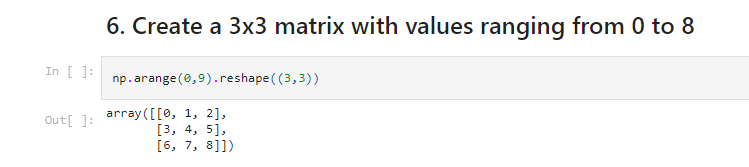 6. Create a 3x3 matrix with values ranging from 0 to 8
In [ ]: np.arange(0,9).reshape((3,3))
Out[ ]: array([[0, 1, 2],
[3, 4, 5],
[6, 7, 8]])